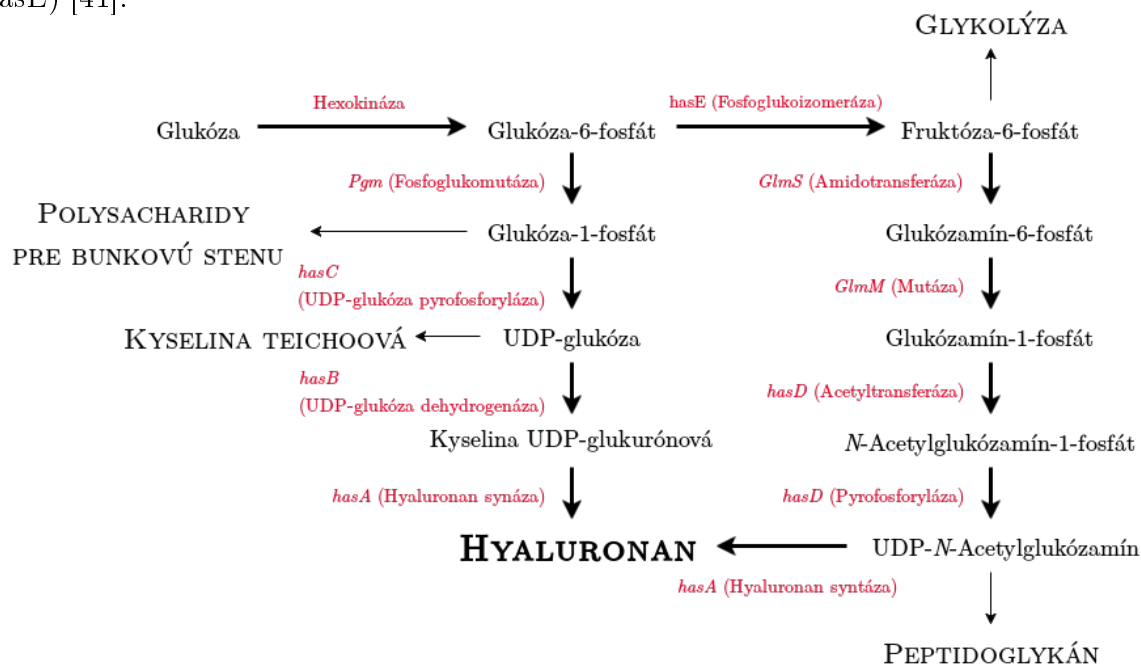 asE) [41].
GLYKOLÝZA
Hexokináza
hasE (Fosfoglukoizomeráza)
Glukóza
Glukóza-6-fosfát
Fruktóza-6-fosfát
Pgm (Fosfoglukomutáza)
GlmS (Amidotransferáza)
POLYSACHARIDY
PRE BUNKOVÚ STENU
Glukóza-1-fosfát
Glukózamín-6-fosfát
hasC
(UDP-glukóza pyrofosforyláza)
GlmM (Mutáza)
KYSELINA TEICHOOVÁ
UDP-glukóza
Glukózamín-1-fosfát
hasB
(UDP-glukóza dehydrogenáza)
hasD (Acetyltransferáza)
Kyselina UDP-glukurónová
N-Acetylglukózamín-1-fosfát
hasA (Hyaluronan synáza)
hasD (Pyrofosforyláza)
HYALURONAN
UDP-N-Acetylglukózamín
hasA (Hyaluronan syntáza)
PEPTIDOGLYKÁN